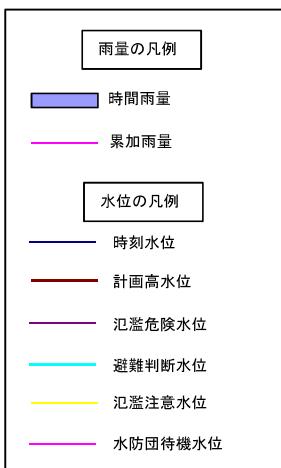 雨量の凡例
時間雨量
累加雨量
水位の凡例
時刻水位
計画高水位
氾濫危険水位
避難判断水位
氾濫注意水位
水防団待機水位